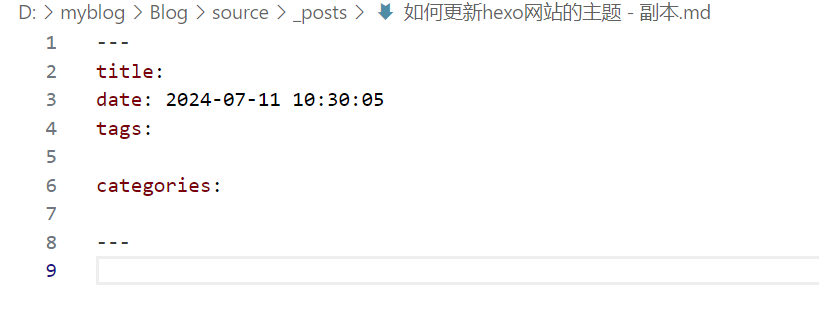 D: > myblog > Blog > source > _posts > 如何更新hexo网站的主题 - 副本.md
1 ---
2 title:
3 date: 2024-07-11 10:30:05
4 tags:
5
6 categories:
7
8 ---
9